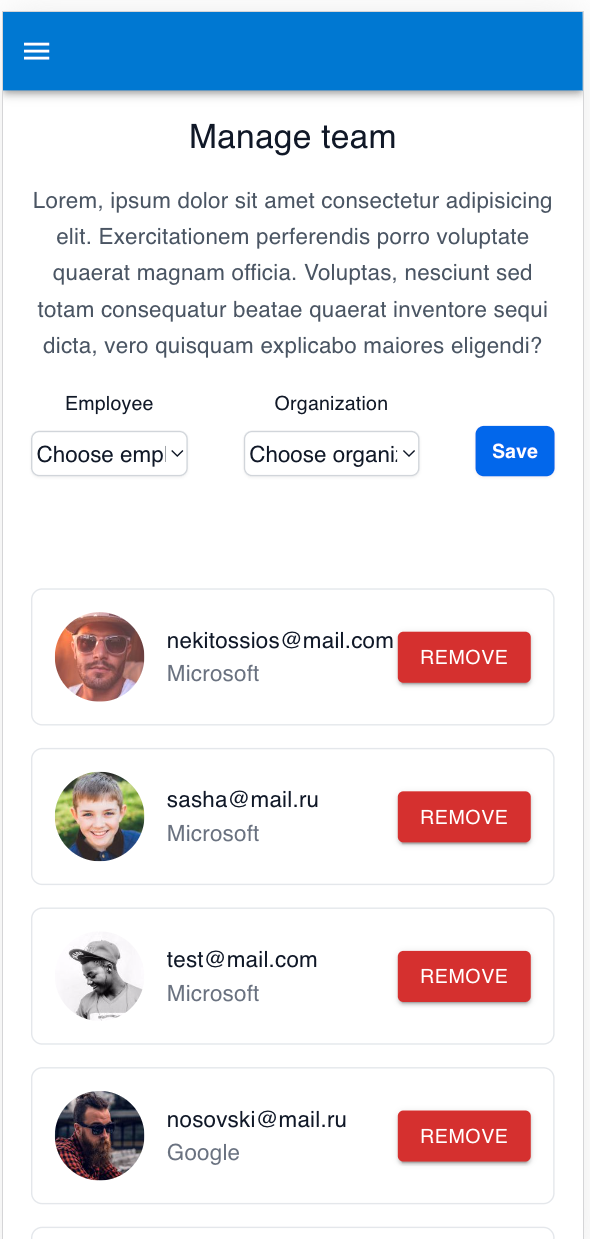 Manage team
Lorem, ipsum dolor sit amet consectetur adipisicing
elit. Exercitationem perferendis porro voluptate
quaerat magnam officia. Voluptas, nesciunt sed
totam consequatur beatae quaerat inventore sequi
dicta, vero quisquam explicabo maiores eligendi?
Employee Organization
Choose empl Choose organiz Save
nekitossios@mail.com
Microsoft
REMOVE
sasha@mail.ru
Microsoft
REMOVE
test@mail.com
Microsoft
REMOVE
nosovski@mail.ru
Google
REMOVE